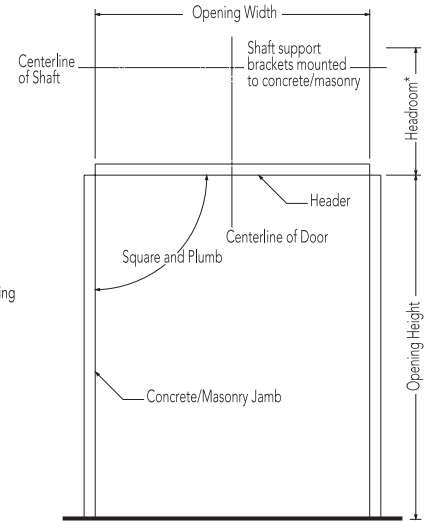 Opening Width
Centerline
of Shaft
Shaft support
brackets mounted
to concrete/masonry
Headroom*
Header
Centerline of Door
Square and Plumb
ing
Opening Height
Concrete/Masonry Jamb